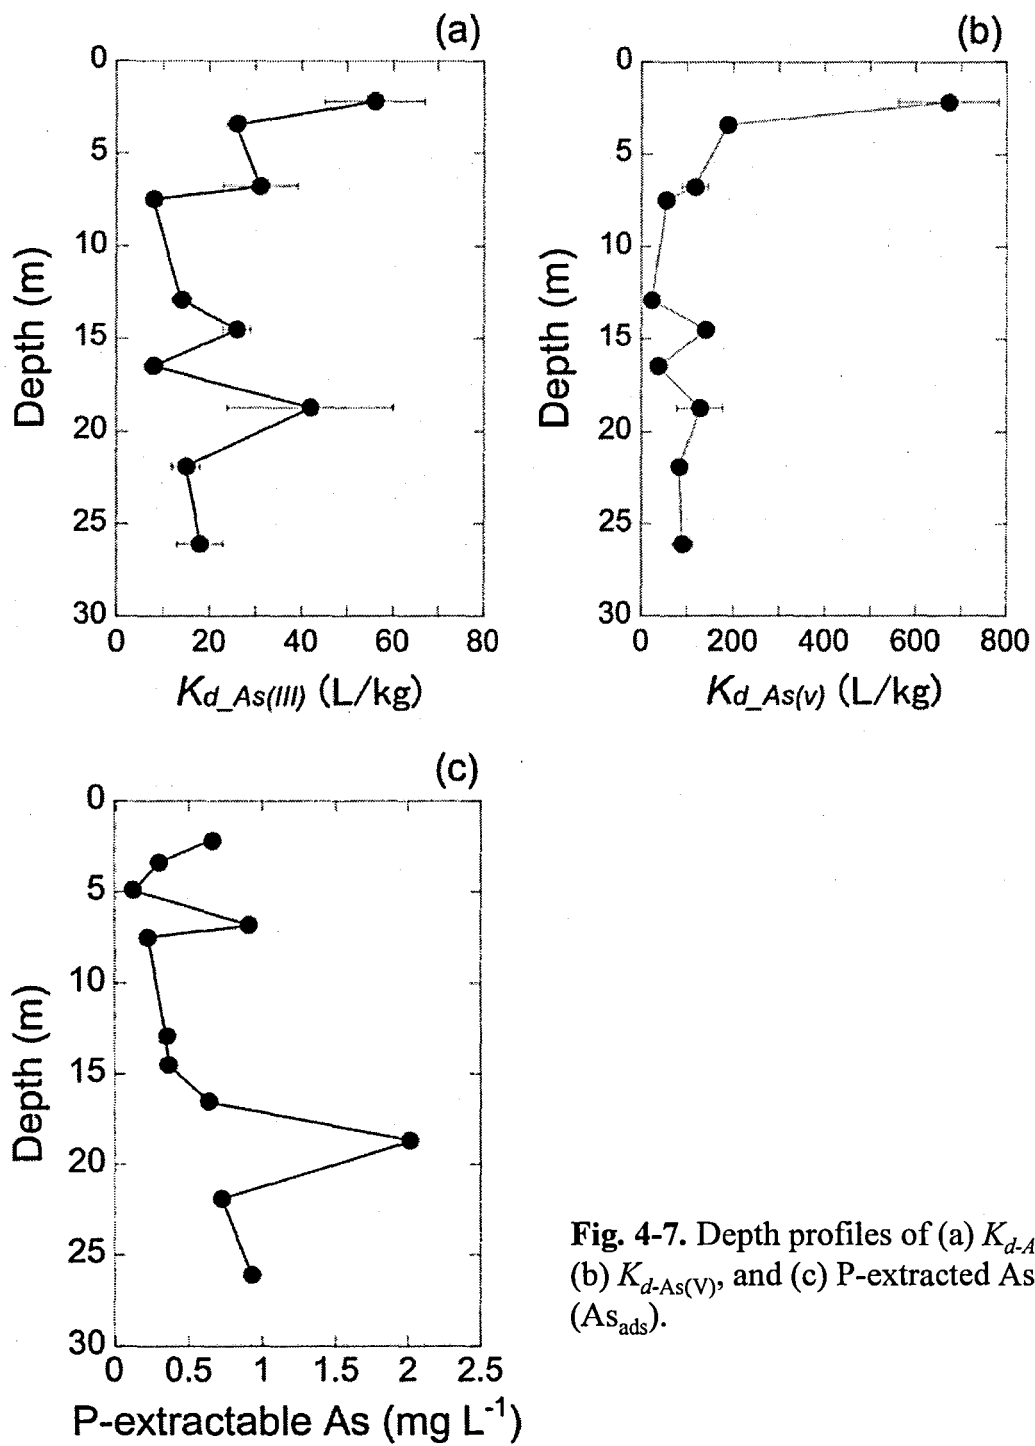 (a)
0
5
10
15
20
25
30
Depth (m)
0 20 40 60 80
Kd_As(III) (L/kg)
(b)
0
5
10
15
20
25
30
Depth (m)
0 200 400 600 800
Kd_As(v) (L/kg)
(c)
0
5
10
15
20
25
30
Depth (m)
0 0.5 1 1.5 2 2.5
P-extractable As (mg L-1)
Fig. 4-7. Depth profiles of (a) Kd-A
(b) Kd-As(V), and (c) P-extracted As
(Asads).